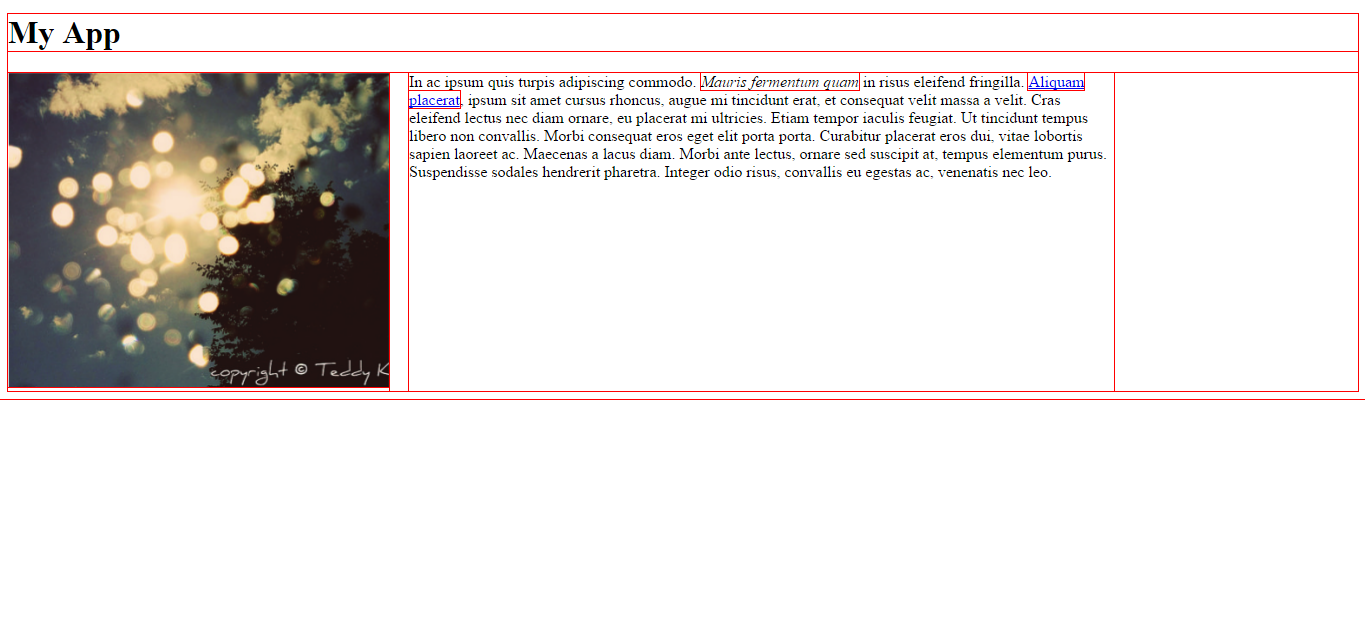 My App
In ac ipsum quis turpis adipiscing commodo. Mauris fermentum quam in risus eleifend fringilla. Aliquam
placerat, ipsum sit amet cursus rhoncus, augue mi tincidunt erat, et consequat velit massa a velit. Cras
eleifend lectus nec diam ornare, eu placerat mi ultricies. Etiam tempor iaculis feugiat. Ut tincidunt tempus
libero non convallis. Morbi consequat eros eget elit porta porta. Curabitur placerat eros dui, vitae lobortis
sapien laoreet ac. Maecenas a lacus diam. Morbi ante lectus, ornare sed suscipit at, tempus elementum purus.
Suspendisse sodales hendrerit pharetra. Integer odio risus, convallis eu egestas ac, venenatis nec leo.
copyright © Teddy K